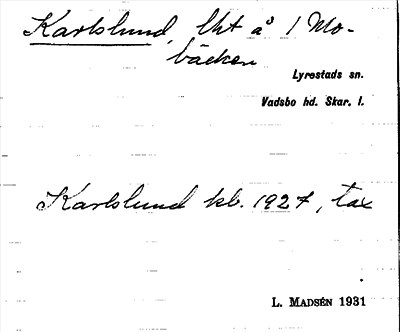 Karlslund, lht å 1 Mo-
bäcken
Lyrestads sn.
Vadsbo hd. Skar. l.
Karlslund kb. 1927, tax
L. MADSÉN 1931